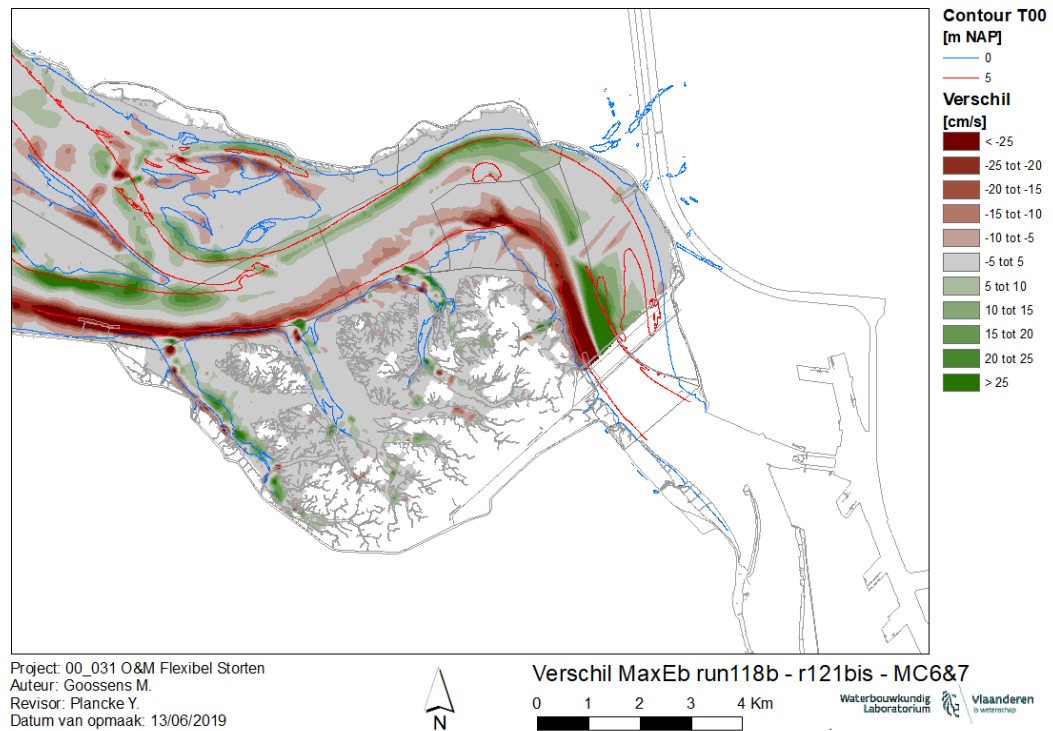 Contour T00
[m NAP]
0
5
Verschil
[cm/s]
< -25
-25 tot -20
-20 tot -15
-15 tot -10
-10 tot -5
-5 tot 5
5 tot 10
10 tot 15
15 tot 20
20 tot 25
> 25
Project: 00_031 O&M Flexibel Storten
Auteur: Goossens M.
Revisor: Plancke Y.
Datum van opmaak: 13/06/2019
N
Verschil MaxEb run118b - r121bis - MC6&7
0 1 2 3 4 Km
Waterbouwkundig
Laboratorium
Vlaanderen
is wetenschap